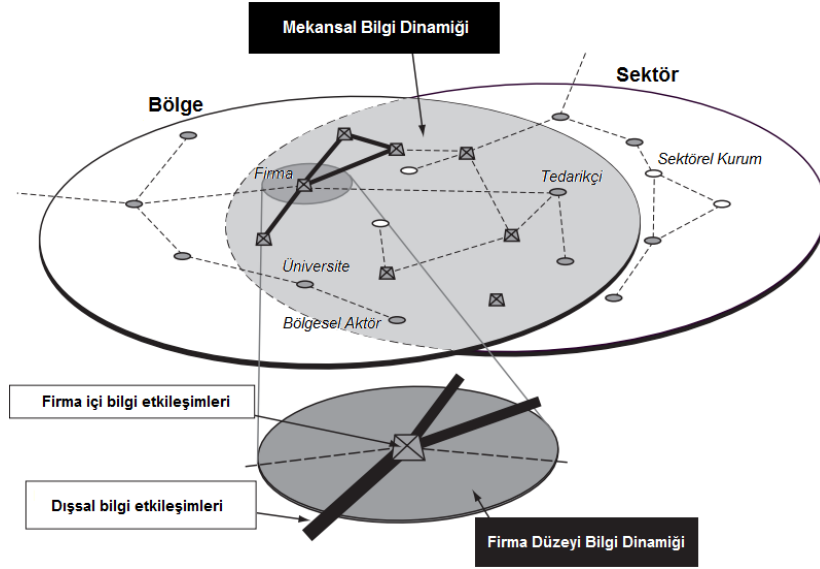 Mekansal Bilgi Dinamiği
Sektör
Bölge
Sektörel Kurum
Firma
Tedarikçi
Üniversite
Bölgesel Aktör
Firma içi bilgi etkileşimleri
Dışsal bilgi etkileşimleri
Firma Düzeyi Bilgi Dinamiği